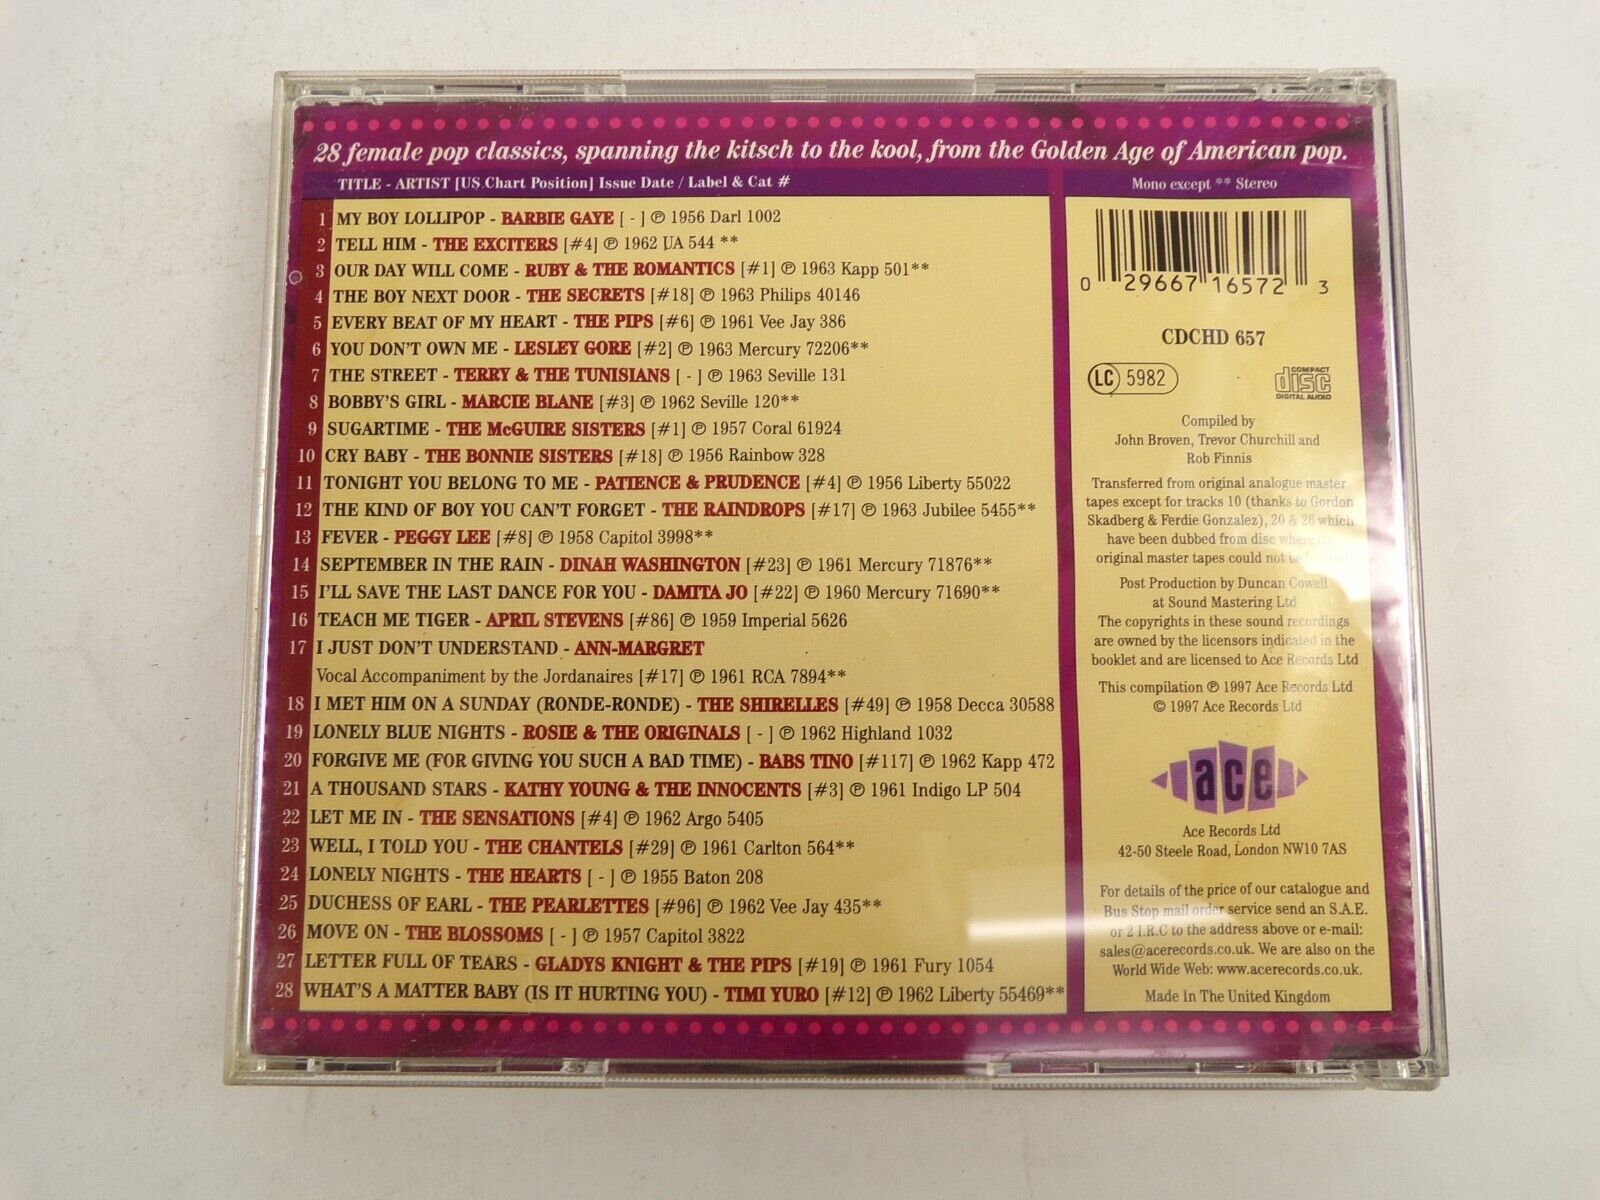 28 female pop classics, spanning the kitsch to the kool, from the Golden Age of American pop.
TITLE - ARTIST [US Chart Position] Issue Date / Label & Cat #
1 MY BOY LOLLIPOP - BARBIE GAYE [ - ] ℗ 1956 Darl 1002
2 TELL HIM - THE EXCITERS [#4] ℗ 1962 UA 544 **
3 OUR DAY WILL COME - RUBY & THE ROMANTICS [#1] ℗ 1963 Kapp 501**
4 THE BOY NEXT DOOR - THE SECRETS [#18] ℗ 1963 Philips 40146
5 EVERY BEAT OF MY HEART - THE PIPS [#6] ℗ 1961 Vee Jay 386
6 YOU DON'T OWN ME - LESLEY GORE [#2] ℗ 1963 Mercury 72206**
7 THE STREET - TERRY & THE TUNISIANS [ - ] ℗ 1963 Seville 131
8 BOBBY'S GIRL - MARCIE BLANE [#3] ℗ 1962 Seville 120**
9 SUGARTIME - THE McGUIRE SISTERS [#1] ℗ 1957 Coral 61924
10 CRY BABY - THE BONNIE SISTERS [#18] ℗ 1956 Rainbow 328
11 TONIGHT YOU BELONG TO ME - PATIENCE & PRUDENCE [#4] ℗ 1956 Liberty 55022
12 THE KIND OF BOY YOU CAN'T FORGET - THE RAINDROPS [#17] ℗ 1963 Jubilee 5455**
13 FEVER - PEGGY LEE [#8] ℗ 1958 Capitol 3998**
14 SEPTEMBER IN THE RAIN - DINAH WASHINGTON [#23] ℗ 1961 Mercury 71876**
15 I'LL SAVE THE LAST DANCE FOR YOU - DAMITA JO [#22] ℗ 1960 Mercury 71690**
16 TEACH ME TIGER - APRIL STEVENS [#86] ℗ 1959 Imperial 5626
17 I JUST DON'T UNDERSTAND - ANN-MARGRET
Vocal Accompaniment by the Jordanaires [#17] ℗ 1961 RCA 7894**
18 I MET HIM ON A SUNDAY (RONDE-RONDE) - THE SHIRELLES [#49] ℗ 1958 Decca 30588
19 LONELY BLUE NIGHTS - ROSIE & THE ORIGINALS [ - ] ℗ 1962 Highland 1032
20 FORGIVE ME (FOR GIVING YOU SUCH A BAD TIME) - BABS TINO [#117] ℗ 1962 Kapp 472
21 A THOUSAND STARS - KATHY YOUNG & THE INNOCENTS [#3] ℗ 1961 Indigo LP 504
22 LET ME IN - THE SENSATIONS [#4] ℗ 1962 Argo 5405
23 WELL, I TOLD YOU - THE CHANTELS [#29] ℗ 1961 Carlton 564**
24 LONELY NIGHTS - THE HEARTS [ - ] ℗ 1955 Baton 208
25 DUCHESS OF EARL - THE PEARLETTES [#96] ℗ 1962 Vee Jay 435**
26 MOVE ON - THE BLOSSOMS [ - ] ℗ 1957 Capitol 3822
27 LETTER FULL OF TEARS - GLADYS KNIGHT & THE PIPS [#19] ℗ 1961 Fury 1054
28 WHAT'S A MATTER BABY (IS IT HURTING YOU) - TIMI YURO [#12] ℗ 1962 Liberty 55469**
Mono except ** Stereo
0 29667 16572 3
CDCHD 657
LC 5982
COMPACT
disc
DIGITAL AUDIO
Compiled by
John Broven, Trevor Churchill and
Rob Finnis
Transferred from original analogue master
tapes except for tracks 10 (thanks to Gordon
Skadberg & Ferdie Gonzalez), 20 & 26 which
have been dubbed from disc where the
original master tapes could not be
Post Production by Duncan Cowell
at Sound Mastering Ltd
The copyrights in these sound recordings
are owned by the licensors indicated in the
booklet and are licensed to Ace Records Ltd
This compilation ℗ 1997 Ace Records Ltd
© 1997 Ace Records Ltd
ace
Ace Records Ltd
42-50 Steele Road, London NW10 7AS
For details of the price of our catalogue and
Bus Stop mail order service send an S.A.E.
or 2 I.R.C to the address above or e-mail:
sales@acerecords.co.uk. We are also on the
World Wide Web: www.acerecords.co.uk.
Made In The United Kingdom